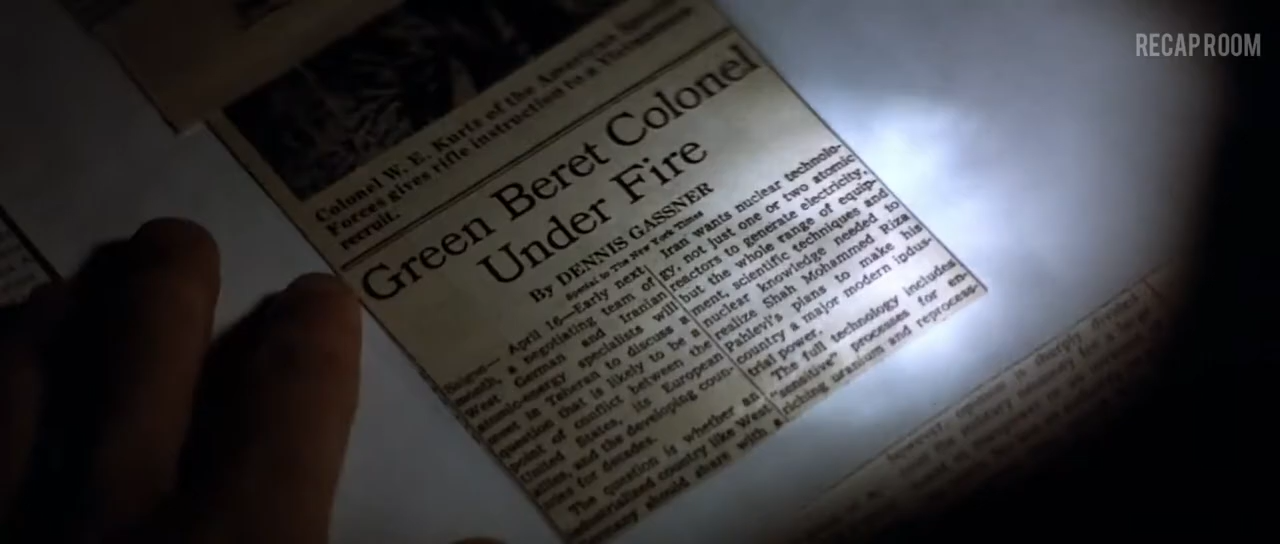 RECAP ROOM
Colonel W. E. Kurtz of the American Special
Forces gives rifle instruction to a Vietnamese
recruit.
Green Beret Colonel
Under Fire
By DENNIS GASSNER
Special to The New York Times
Saigon— April 16—Early next
month, a negotiating team of
West German and Iranian
atomic-energy specialists will
meet in Teheran to discuss a
question that is likely to be a
point of conflict between the
United States, its European
allies, and the developing coun-
tries for decades.
The question is whether an
industrialized country like West
Germany should share with a
Iran wants nuclear technolo-
gy, not just one or two atomic
reactors to generate electricity,
but the whole range of equip-
ment, scientific techniques and
nuclear knowledge needed to
realize Shah Mohammed Riza
Pahlevi's plans to make his
country a major modern indus-
trial power.
The full technology includes
"sensitive" processes for en-
riching uranium and reprocess-
however, opinion is sharply divided